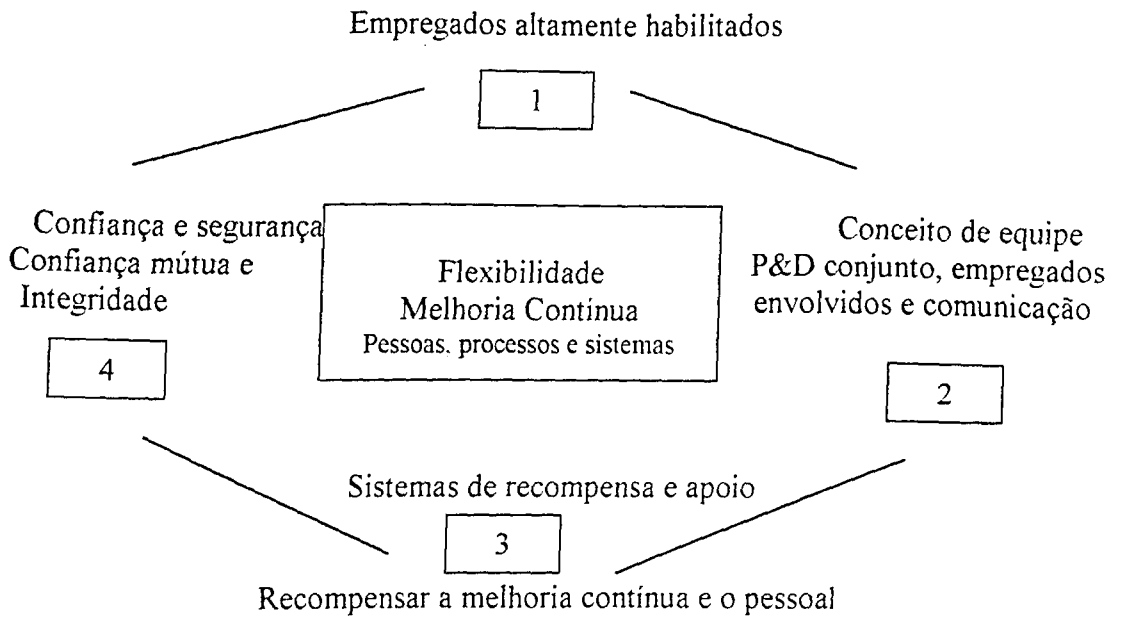 Empregados altamente habilitados
1
Confiança e segurança
Confiança mútua e
Integridade
4
Flexibilidade
Melhoria Contínua
Pessoas, processos e sistemas
Conceito de equipe
P&D conjunto, empregados
envolvidos e comunicação
2
Sistemas de recompensa e apoio
3
Recompensar a melhoria contínua e o pessoal